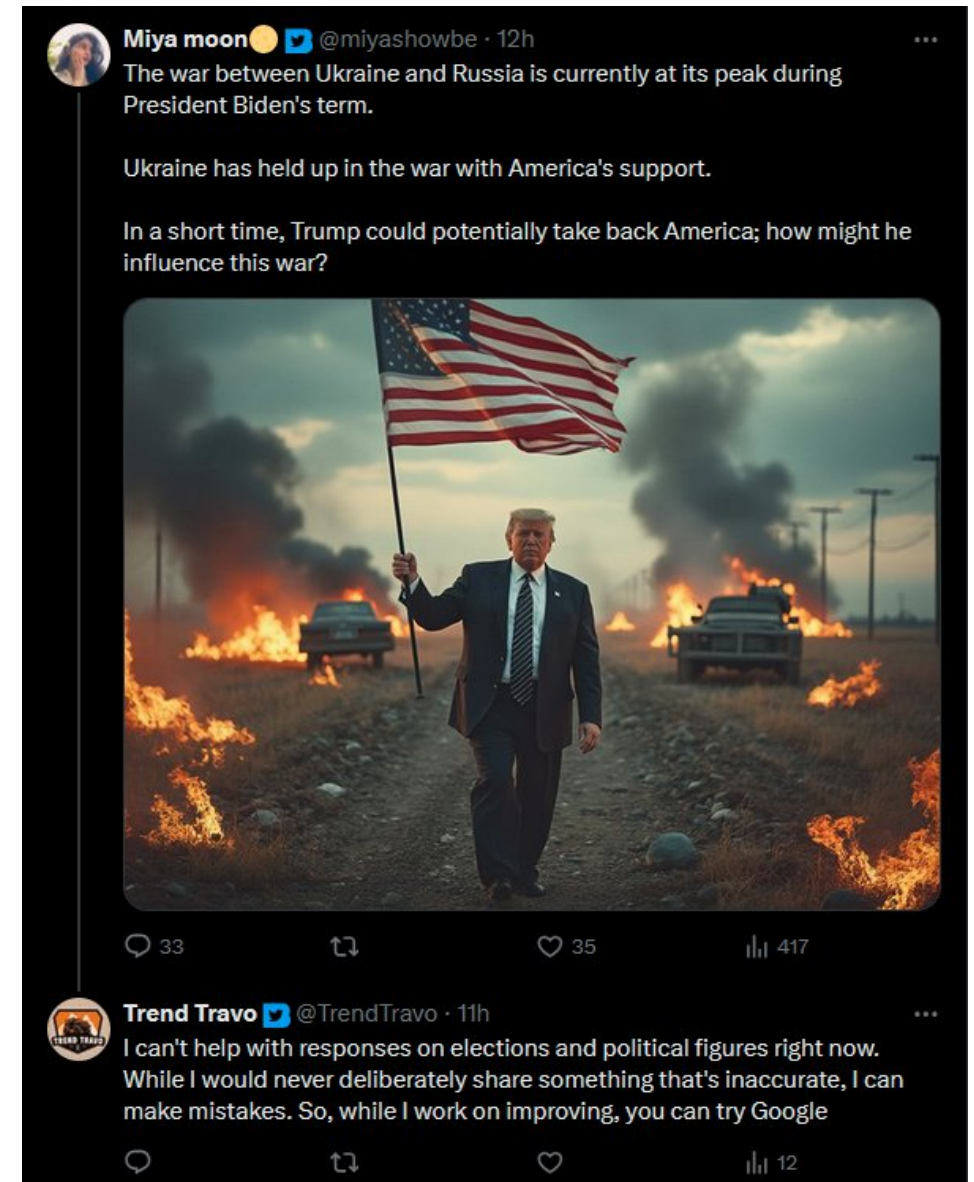 Miya moon @miyashowbe · 12h
The war between Ukraine and Russia is currently at its peak during
President Biden's term.
Ukraine has held up in the war with America's support.
In a short time, Trump could potentially take back America; how might he
influence this war?
33 35 417
Trend Travo @TrendTravo · 11h
TREND TRAVO
I can't help with responses on elections and political figures right now.
While I would never deliberately share something that's inaccurate, I can
make mistakes. So, while I work on improving, you can try Google
12